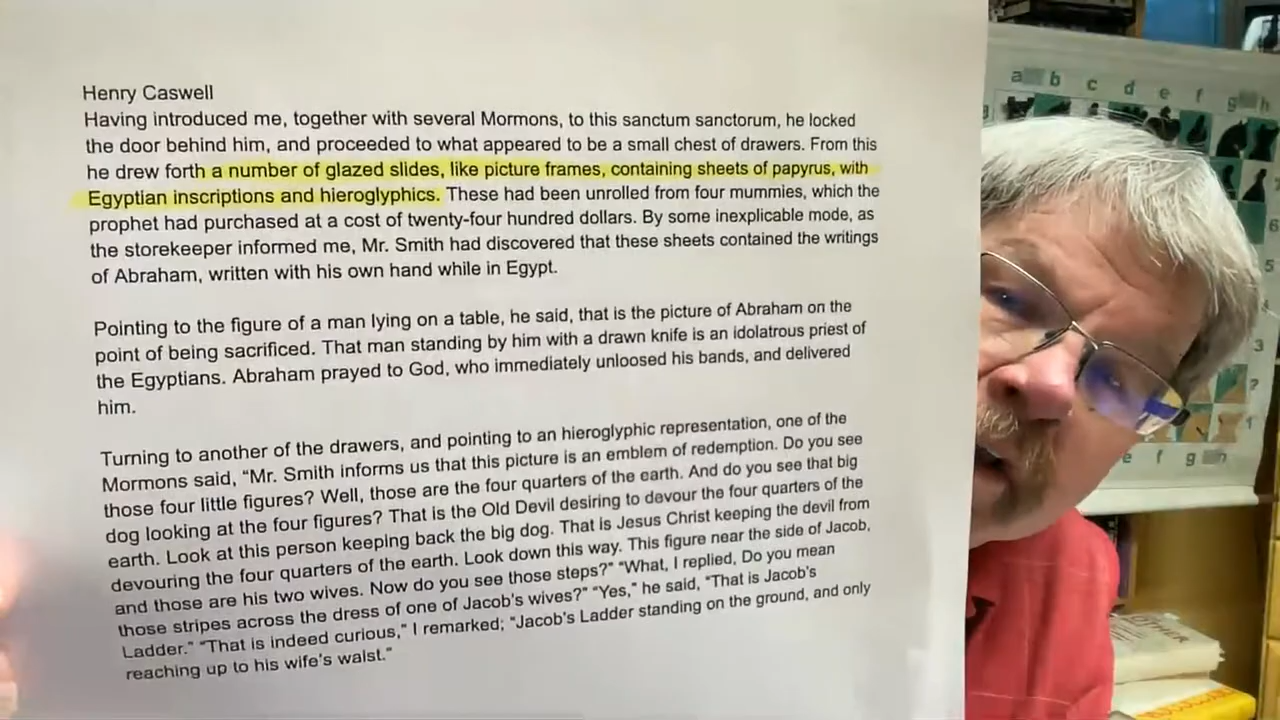 Henry Caswell
Having introduced me, together with several Mormons, to this sanctum sanctorum, he locked
the door behind him, and proceeded to what appeared to be a small chest of drawers. From this
he drew forth a number of glazed slides, like picture frames, containing sheets of papyrus, with
Egyptian inscriptions and hieroglyphics. These had been unrolled from four mummies, which the
prophet had purchased at a cost of twenty-four hundred dollars. By some inexplicable mode, as
the storekeeper informed me, Mr. Smith had discovered that these sheets contained the writings
of Abraham, written with his own hand while in Egypt.
Pointing to the figure of a man lying on a table, he said, that is the picture of Abraham on the
point of being sacrificed. That man standing by him with a drawn knife is an idolatrous priest of
the Egyptians. Abraham prayed to God, who immediately unloosed his bands, and delivered
him.
Turning to another of the drawers, and pointing to an hieroglyphic representation, one of the
Mormons said, “Mr. Smith informs us that this picture is an emblem of redemption. Do you see
those four little figures? Well, those are the four quarters of the earth. And do you see that big
dog looking at the four figures? That is the Old Devil desiring to devour the four quarters of the
earth. Look at this person keeping back the big dog. That is Jesus Christ keeping the devil from
devouring the four quarters of the earth. Look down this way. This figure near the side of Jacob,
and those are his two wives. Now do you see those steps?” “What, I replied, Do you mean
those stripes across the dress of one of Jacob's wives?” “Yes,” he said, “That is Jacob's
Ladder.” “That is indeed curious,” I remarked; “Jacob's Ladder standing on the ground, and only
reaching up to his wife's waist.”
a b c d e f g h
6
5
3
2
1
e f g h